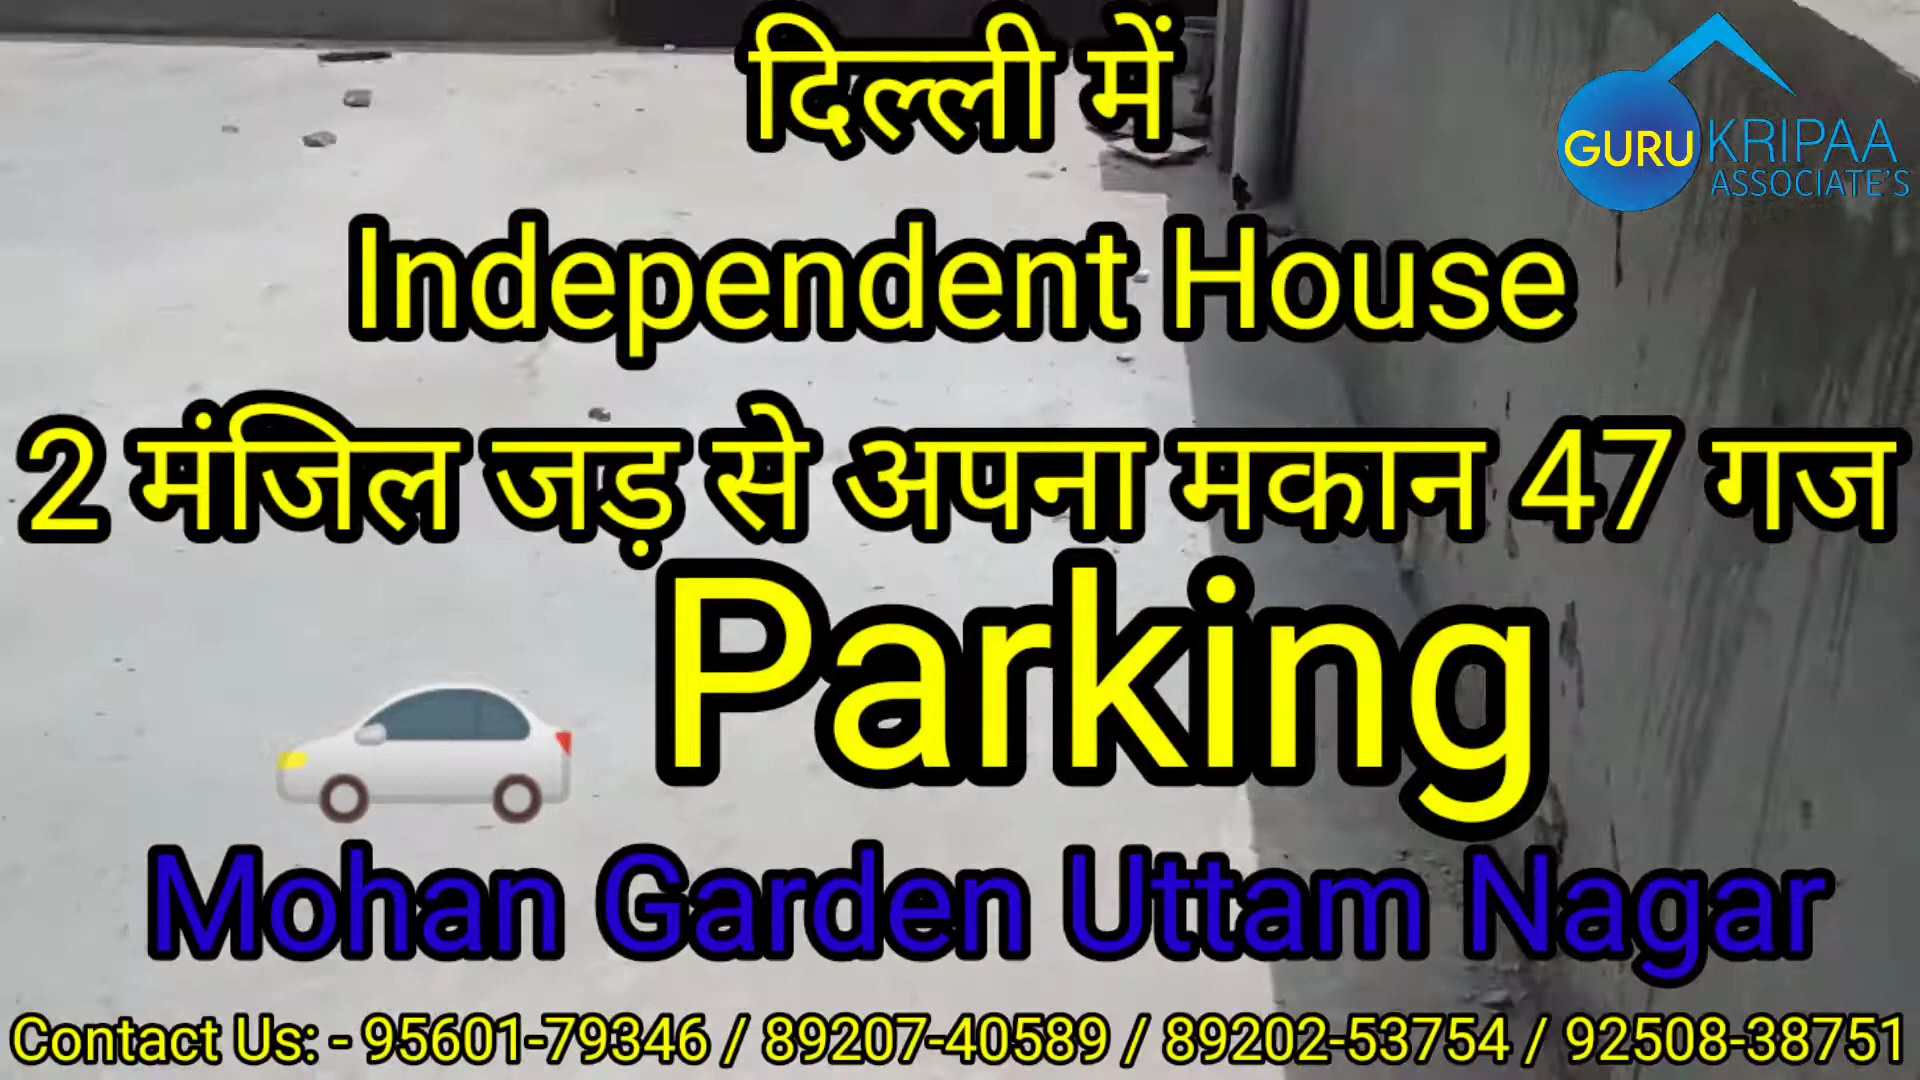 दिल्ली में
GURU KRIPAA
ASSOCIATE'S
Independent House
2 मंजिल जड़ से अपना मकान 47 गज
Parking
Mohan Garden Uttam Nagar
Contact Us: - 95601-79346 / 89207-40589 / 89202-53754 / 92508-38751